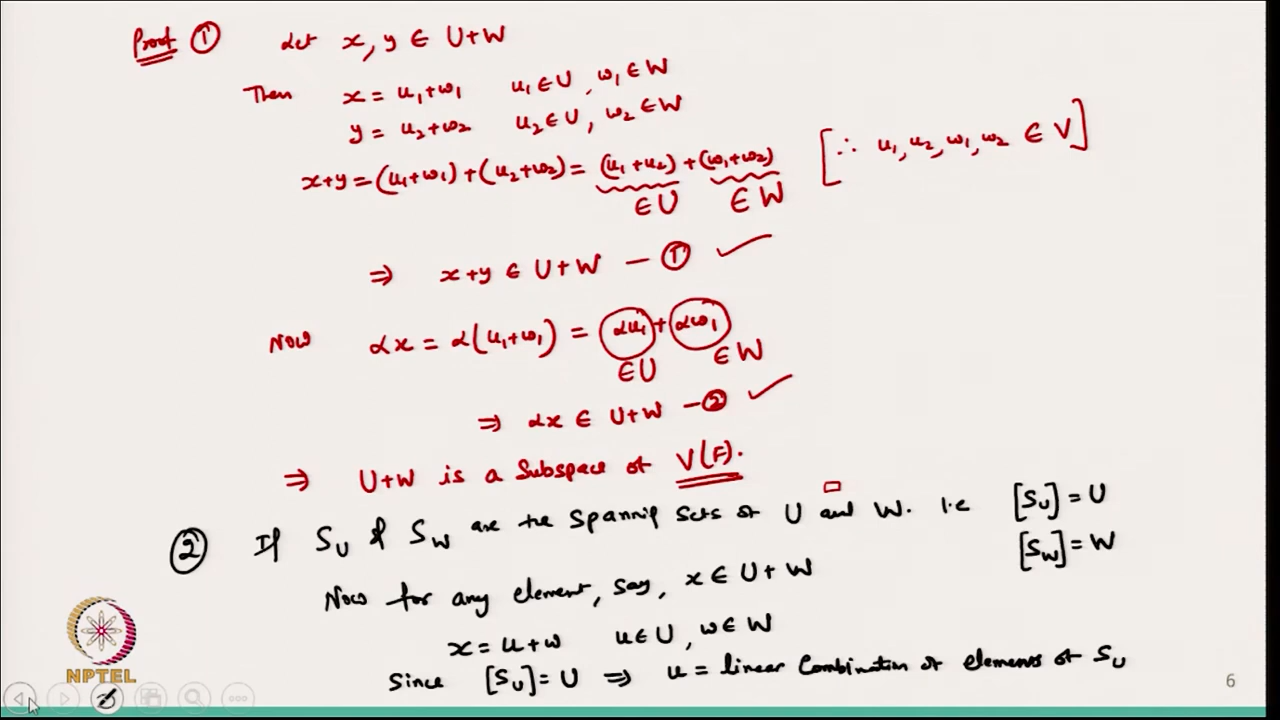 Proof ① Let x, y ∈ U+W
Then x = u₁+w₁ u₁∈U, w₁∈W
y = u₂+w₂ u₂∈U, w₂∈W
x+y = (u₁+w₁)+(u₂+w₂) = (u₁+u₂)+(w₁+w₂) [∴ u₁, u₂, w₁, w₂ ∈ V]
∈U ∈W
⇒ x+y ∈ U+W – ① ✓
Now αx = α(u₁+w₁) = αu₁+αw₁
∈U ∈W
⇒ αx ∈ U+W – ② ✓
⇒ U+W is a Subspace of V(F).
② If S_U & S_W are the Spanning Sets of U and W. i.e [S_U] = U
[S_W] = W
Now for any element, say, x ∈ U+W
x = u+w u∈U, w∈W
Since [S_U] = U ⇒ u = linear Combination of elements of S_U
NPTEL
6